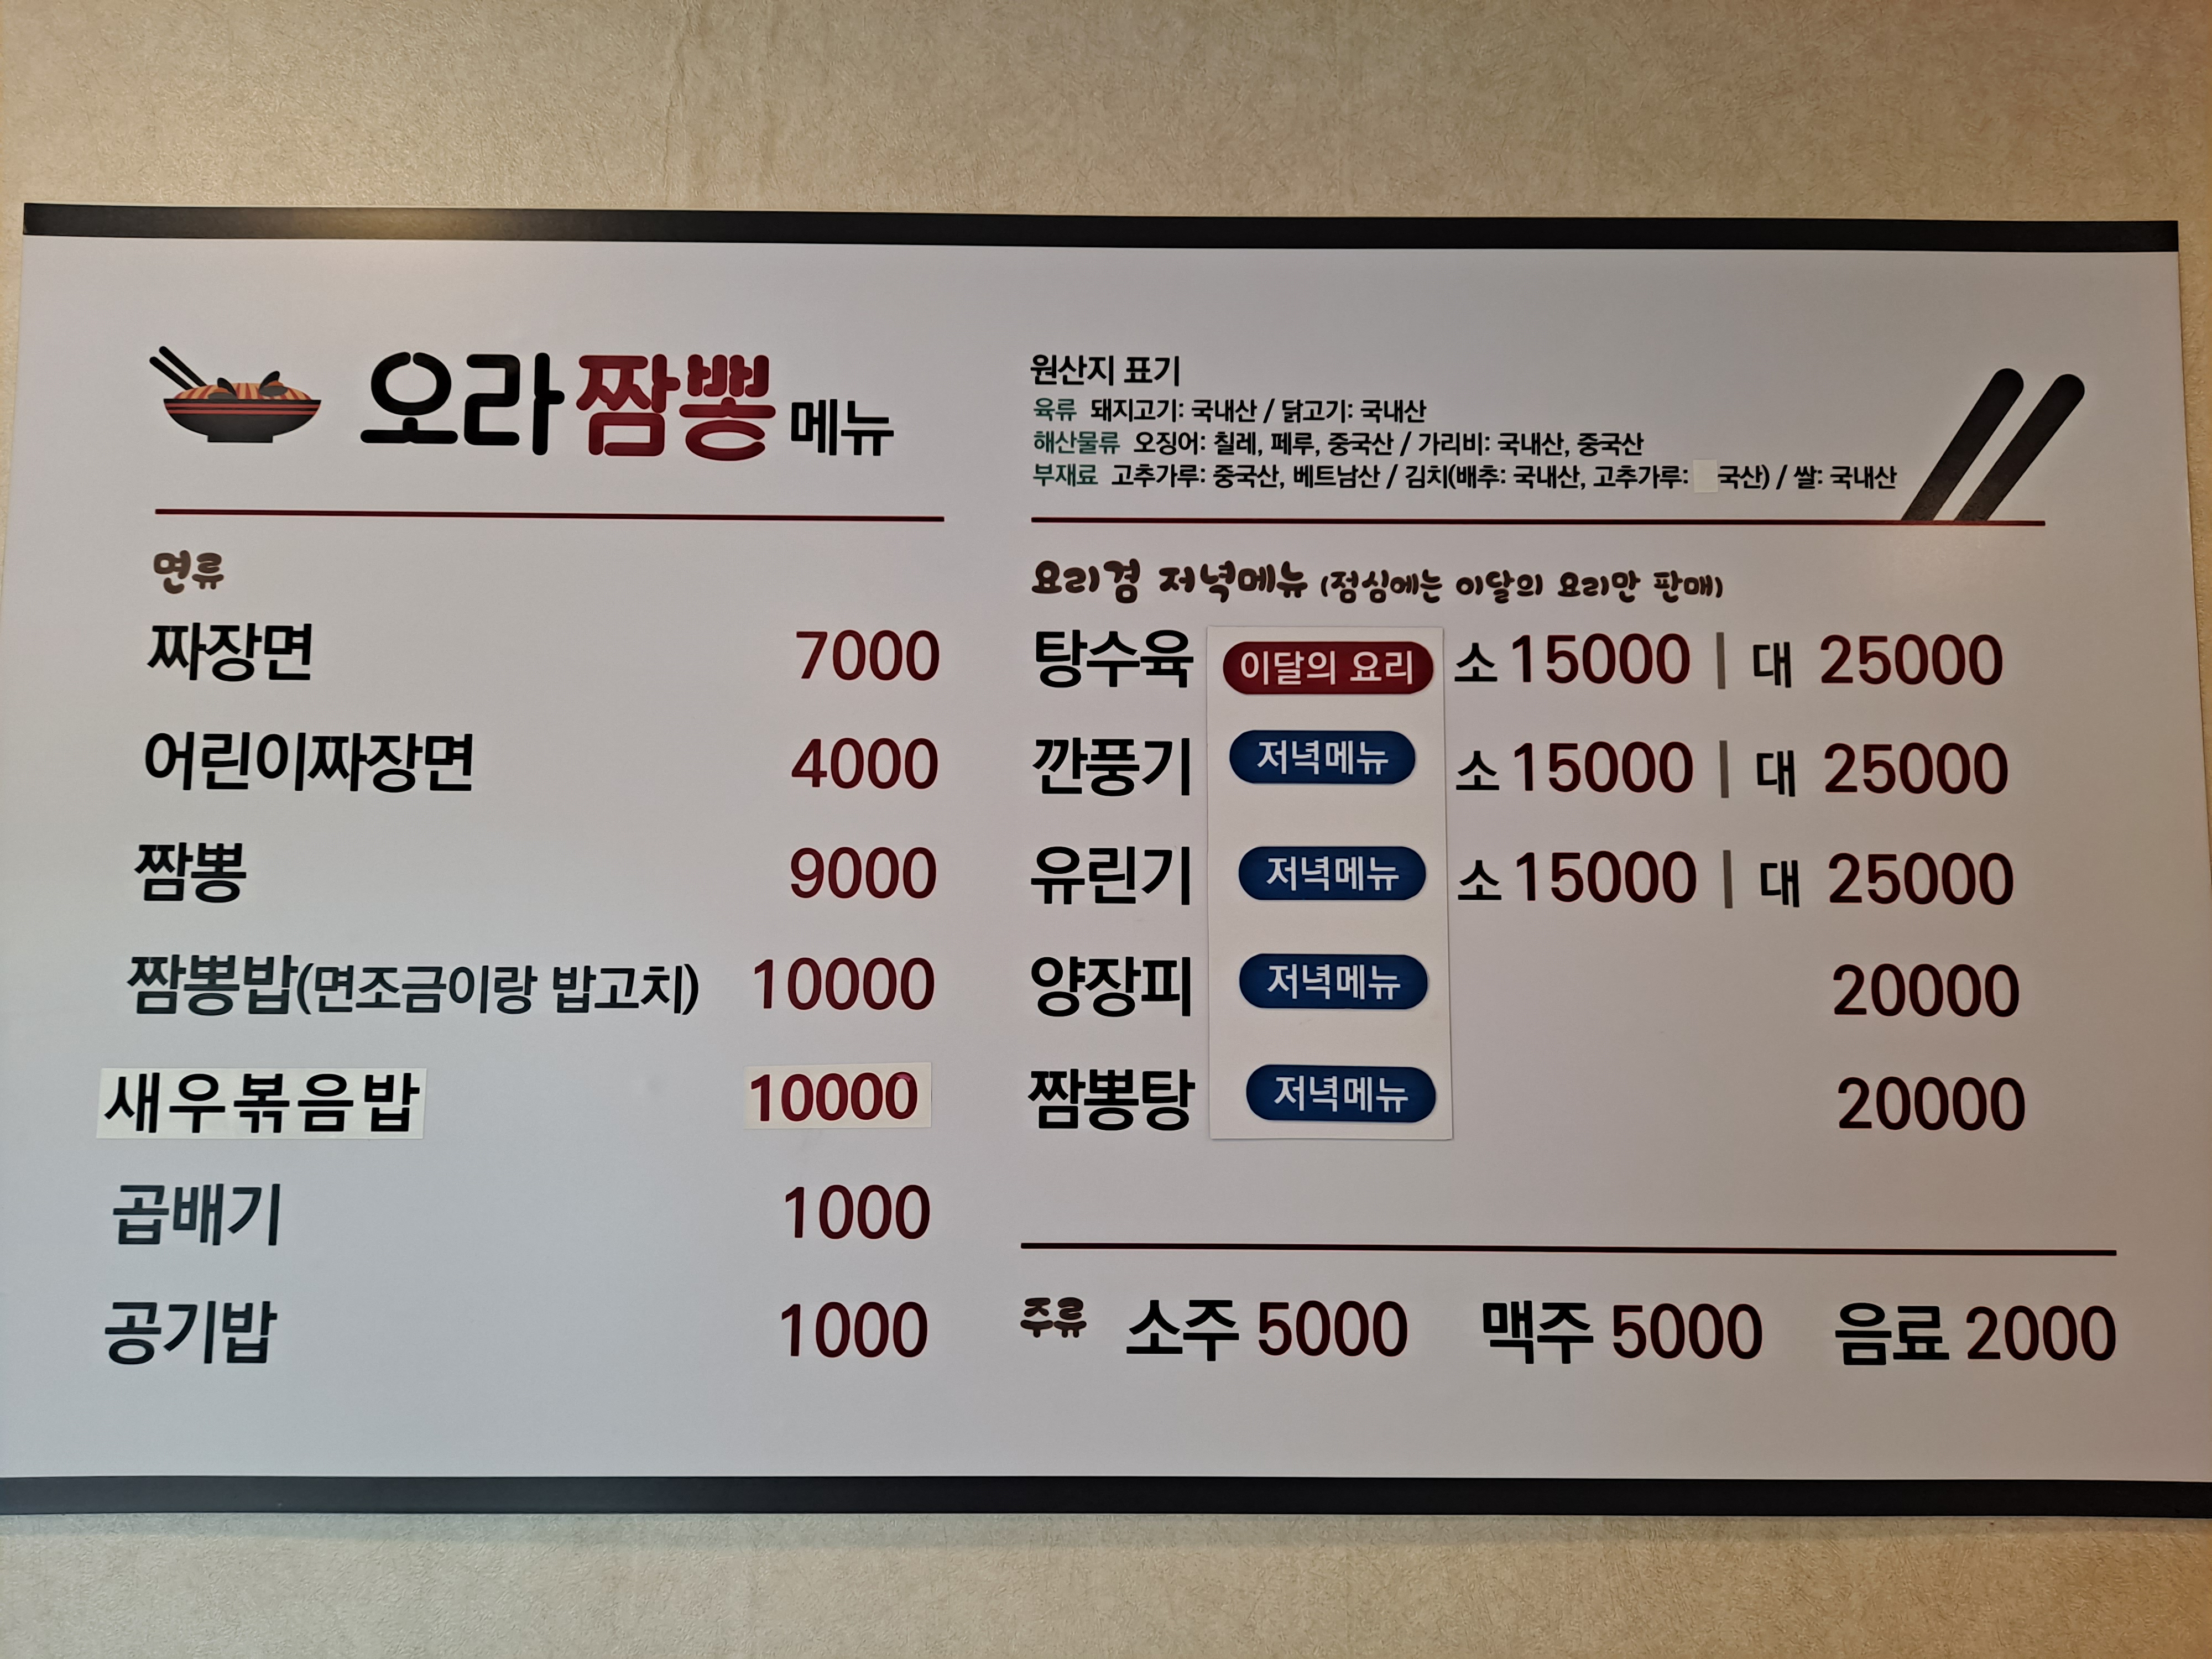 오라짬뽕 메뉴
면류
짜장면 7000
어린이짜장면 4000
짬뽕 9000
짬뽕밥(면조금이랑 밥고치) 10000
새우볶음밥 10000
곱배기 1000
공기밥 1000
원산지 표기
육류 돼지고기: 국내산 / 닭고기: 국내산
해산물류 오징어: 칠레, 페루, 중국산 / 가리비: 국내산, 중국산
부재료 고추가루: 중국산, 베트남산 / 김치(배추: 국내산, 고추가루: 국산) / 쌀: 국내산
요리겸 저녁메뉴 (점심에는 이달의 요리만 판매)
탕수육 이달의 요리 소 15000 | 대 25000
깐풍기 저녁메뉴 소 15000 | 대 25000
유린기 저녁메뉴 소 15000 | 대 25000
양장피 저녁메뉴 20000
짬뽕탕 저녁메뉴 20000
주류 소주 5000 맥주 5000 음료 2000